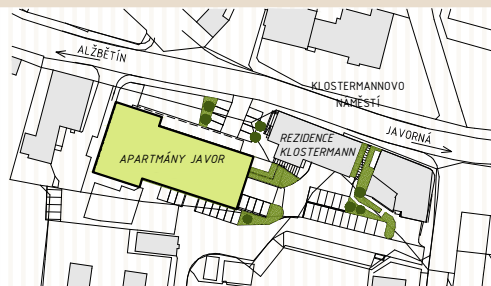 ALŽBĚTÍN
KLOSTERMANNOVO
NÁMĚSTÍ
JAVORNÁ
REZIDENCE
KLOSTERMANN
APARTMÁNY JAVOR